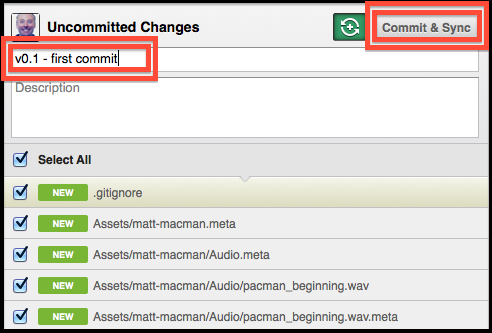 Uncommitted Changes
Commit & Sync
v0.1 - first commit
Description
Select All
NEW .gitignore
NEW Assets/matt-macman.meta
NEW Assets/matt-macman/Audio.meta
NEW Assets/matt-macman/Audio/pacman_beginning.wav
NEW Assets/matt-macman/Audio/pacman_beginning.wav.meta